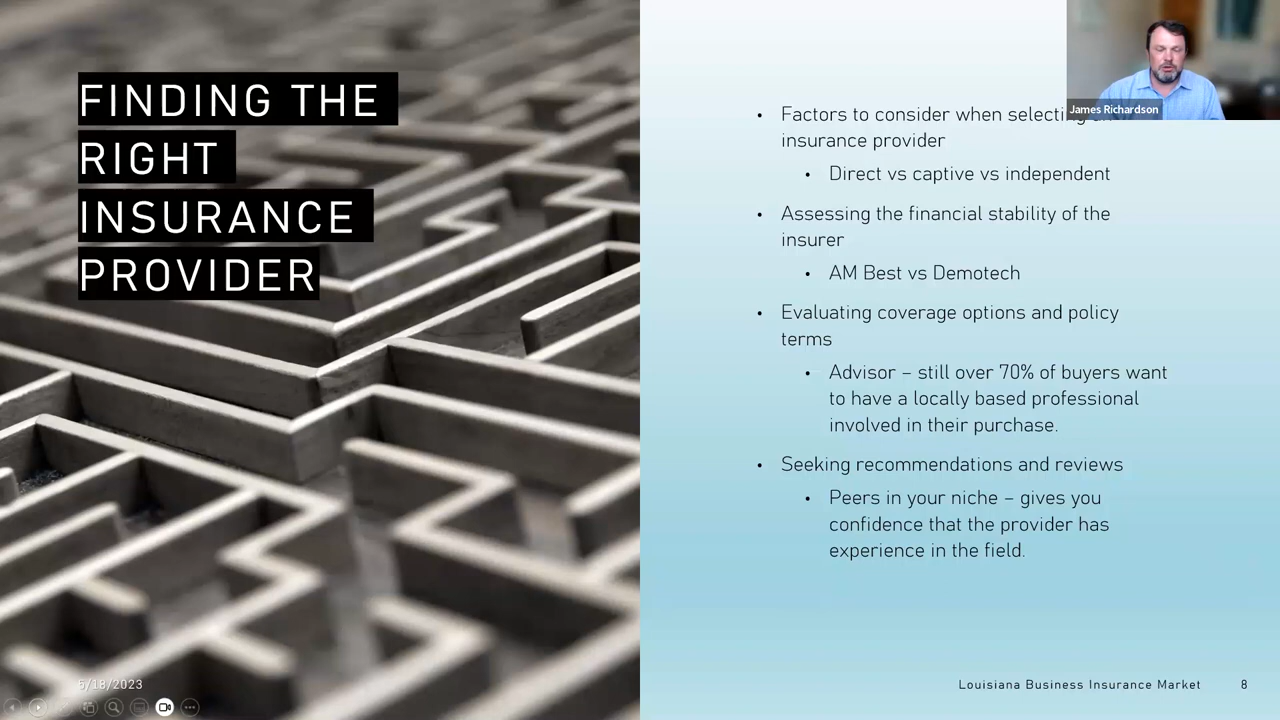 FINDING THE
RIGHT
INSURANCE
PROVIDER
James Richardson
• Factors to consider when selecting
insurance provider
• Direct vs captive vs independent
• Assessing the financial stability of the
insurer
• AM Best vs Demotech
• Evaluating coverage options and policy
terms
• Advisor – still over 70% of buyers want
to have a locally based professional
involved in their purchase.
• Seeking recommendations and reviews
• Peers in your niche – gives you
confidence that the provider has
experience in the field.
5/18/2023
Louisiana Business Insurance Market
8